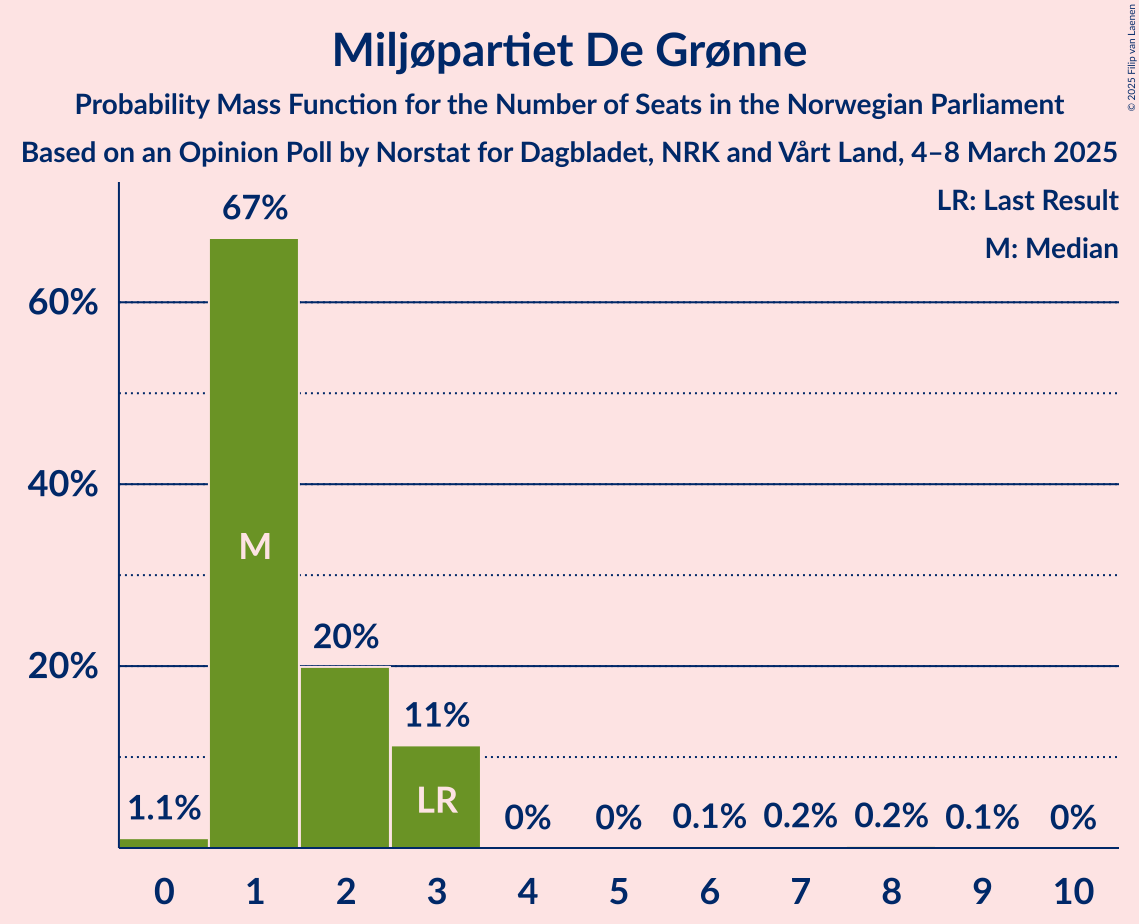 Miljøpartiet De Grønne
Probability Mass Function for the Number of Seats in the Norwegian Parliament
Based on an Opinion Poll by Norstat for Dagbladet, NRK and Vårt Land, 4–8 March 2025
© 2025 Filip van Laenen
LR: Last Result
M: Median
60%
40%
20%
1.1%
67%
20%
11%
0%
0%
0.1%
0.2%
0.2%
0.1%
0%
M
LR
0 1 2 3 4 5 6 7 8 9 10